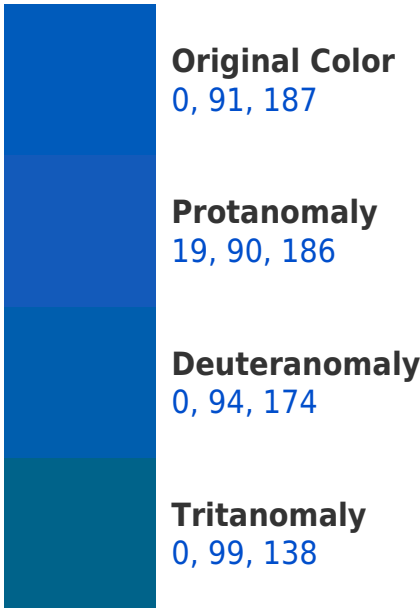 Original Color
0, 91, 187
Protanomaly
19, 90, 186
Deuteranomaly
0, 94, 174
Tritanomaly
0, 99, 138